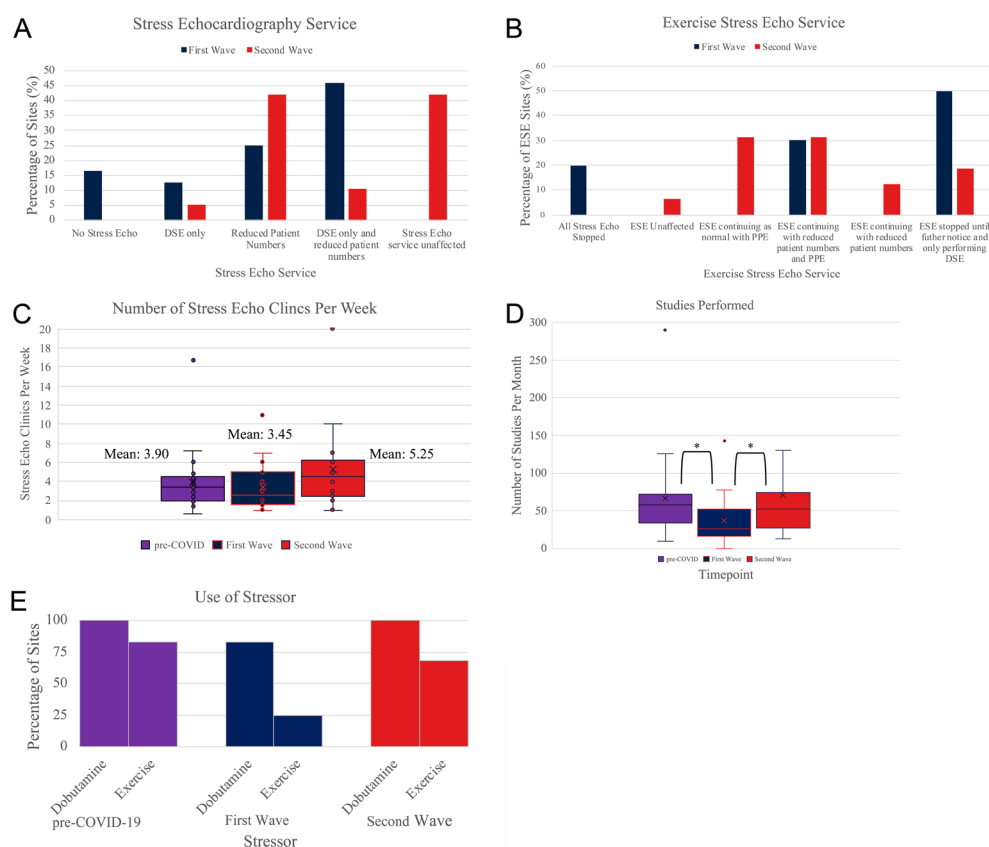 A
Stress Echocardiography Service
First Wave Second Wave
Percentage of Sites (%)
50
45
40
35
30
25
20
15
10
5
0
No Stress Echo
DSE only
Reduced Patient
Numbers
DSE only and
reduced patient
numbers
Stress Echo
service unaffected
Stress Echo Service
B
Exercise Stress Echo Service
First Wave Second Wave
Percentage of ESE Sites (%)
60
50
40
30
20
10
0
All Stress Echo
Stopped
ESE Unaffected
ESE continuing as
normal with PPE
ESE continuing
with reduced
patient numbers
and PPE
ESE continuing
with reduced
patient numbers
ESE stopped until
futher notice and
only performing
DSE
Exercise Stress Echo Service
C
Number of Stress Echo Clincs Per Week
Stress Echo Clinics Per Week
20
18
16
14
12
10
8
6
4
2
0
Mean: 3.90
Mean: 3.45
Mean: 5.25
pre-COVID First Wave Second Wave
D
Studies Performed
Number of Studies Per Month
300
250
200
150
100
50
0
* *
pre-COVID First Wave Second Wave
Timepoint
E
Use of Stressor
Percentage of Sites
100
75
50
25
0
Dobutamine
Exercise
Dobutamine
Exercise
Dobutamine
Exercise
pre-COVID-19
First Wave
Second Wave
Stressor